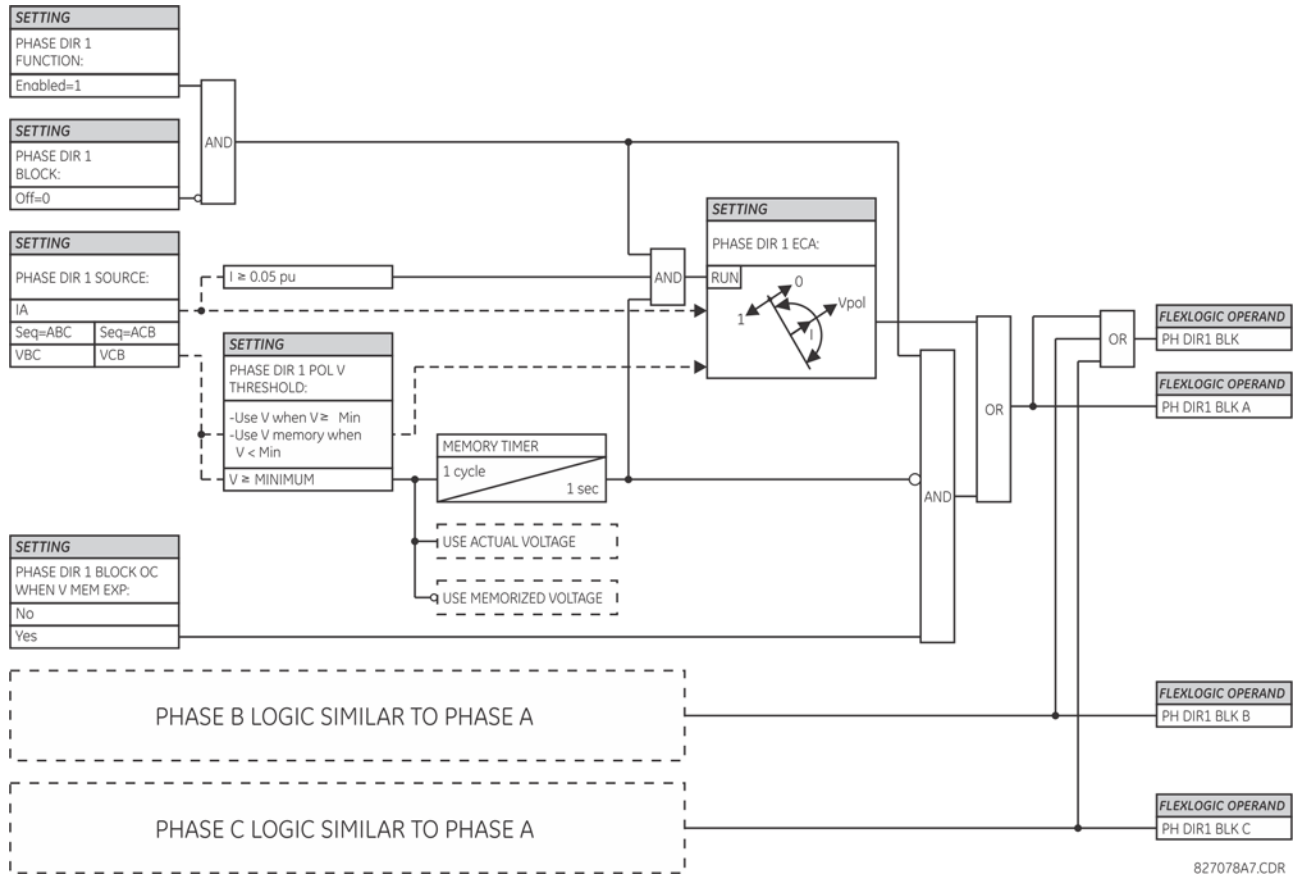 SETTING
PHASE DIR 1
FUNCTION:
Enabled=1
SETTING
PHASE DIR 1
BLOCK:
Off=0
AND
SETTING
PHASE DIR 1 SOURCE:
IA
Seq=ABC Seq=ACB
VBC VCB
I ≥ 0.05 pu
SETTING
PHASE DIR 1 POL V
THRESHOLD:
-Use V when V ≥ Min
-Use V memory when
V < Min
V ≥ MINIMUM
MEMORY TIMER
1 cycle
1 sec
USE ACTUAL VOLTAGE
USE MEMORIZED VOLTAGE
AND
SETTING
PHASE DIR 1 ECA:
RUN
0
1
Vpol
I
AND
OR
OR
FLEXLOGIC OPERAND
PH DIR1 BLK
FLEXLOGIC OPERAND
PH DIR1 BLK A
SETTING
PHASE DIR 1 BLOCK OC
WHEN V MEM EXP:
No
Yes
PHASE B LOGIC SIMILAR TO PHASE A
FLEXLOGIC OPERAND
PH DIR1 BLK B
PHASE C LOGIC SIMILAR TO PHASE A
FLEXLOGIC OPERAND
PH DIR1 BLK C
827078A7.CDR